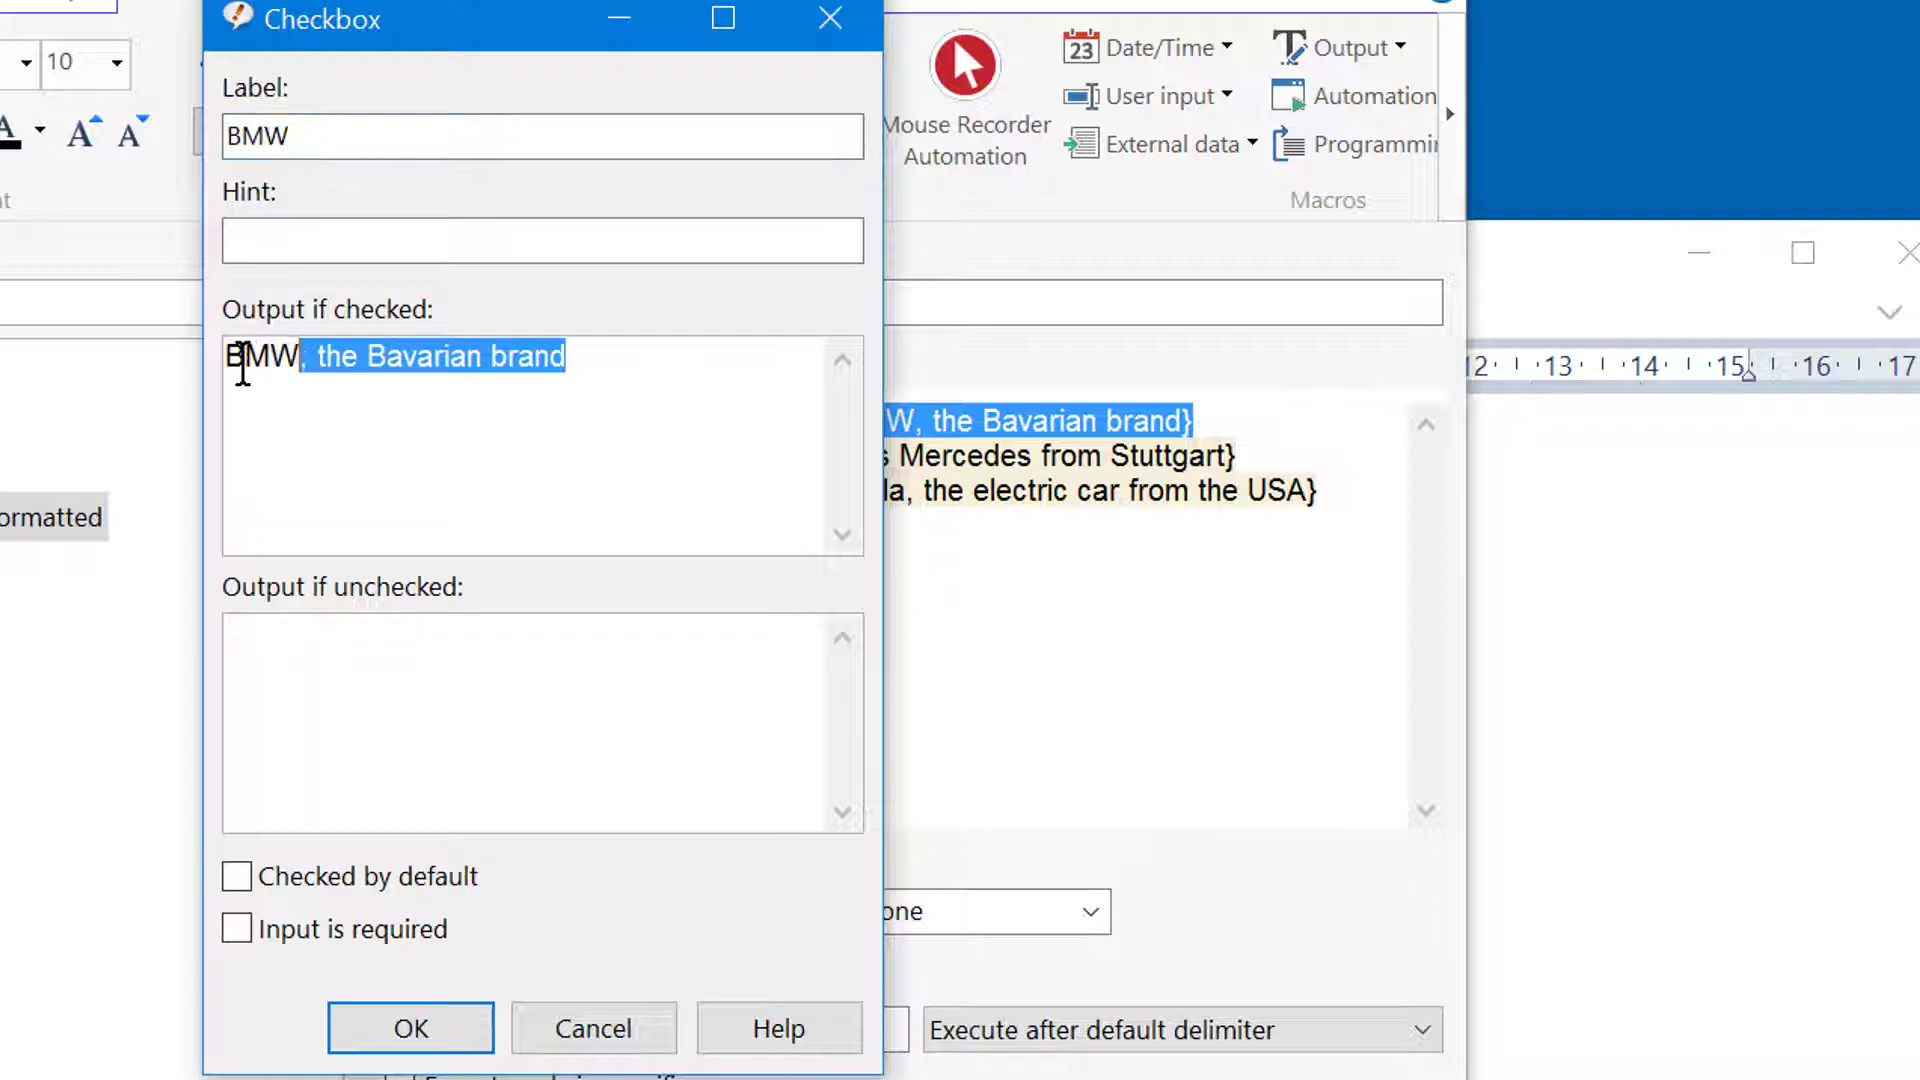 Checkbox
10
A
A A
Label:
BMW
Hint:
Output if checked:
BMW, the Bavarian brand
Output if unchecked:
Checked by default
Input is required
OK
Cancel
Help
ormatted
Mouse Recorder
Automation
23 Date/Time
User input
External data
Output
Automation
Programmi
Macros
W, the Bavarian brand}
s Mercedes from Stuttgart}
la, the electric car from the USA}
one
Execute after default delimiter
12 13 14 15 16 17